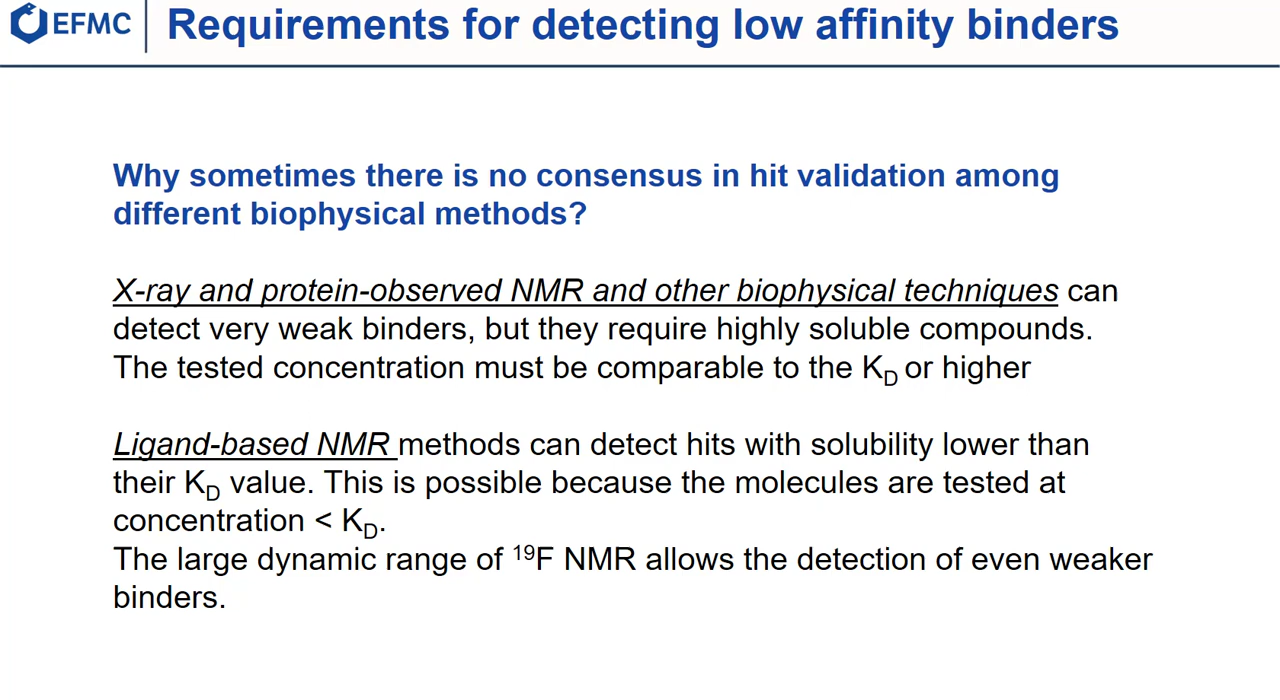 EFMC
Requirements for detecting low affinity binders
Why sometimes there is no consensus in hit validation among
different biophysical methods?
X-ray and protein-observed NMR and other biophysical techniques can
detect very weak binders, but they require highly soluble compounds.
The tested concentration must be comparable to the KD or higher
Ligand-based NMR methods can detect hits with solubility lower than
their KD value. This is possible because the molecules are tested at
concentration < KD.
The large dynamic range of ¹⁹F NMR allows the detection of even weaker
binders.